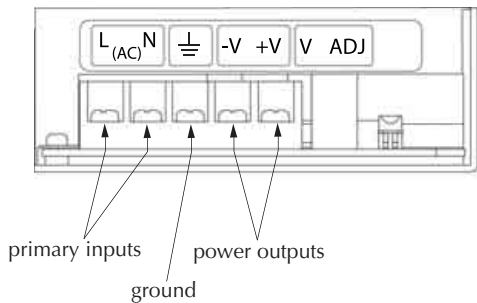 L (AC) N ⏚ -V +V V ADJ
primary inputs
power outputs
ground